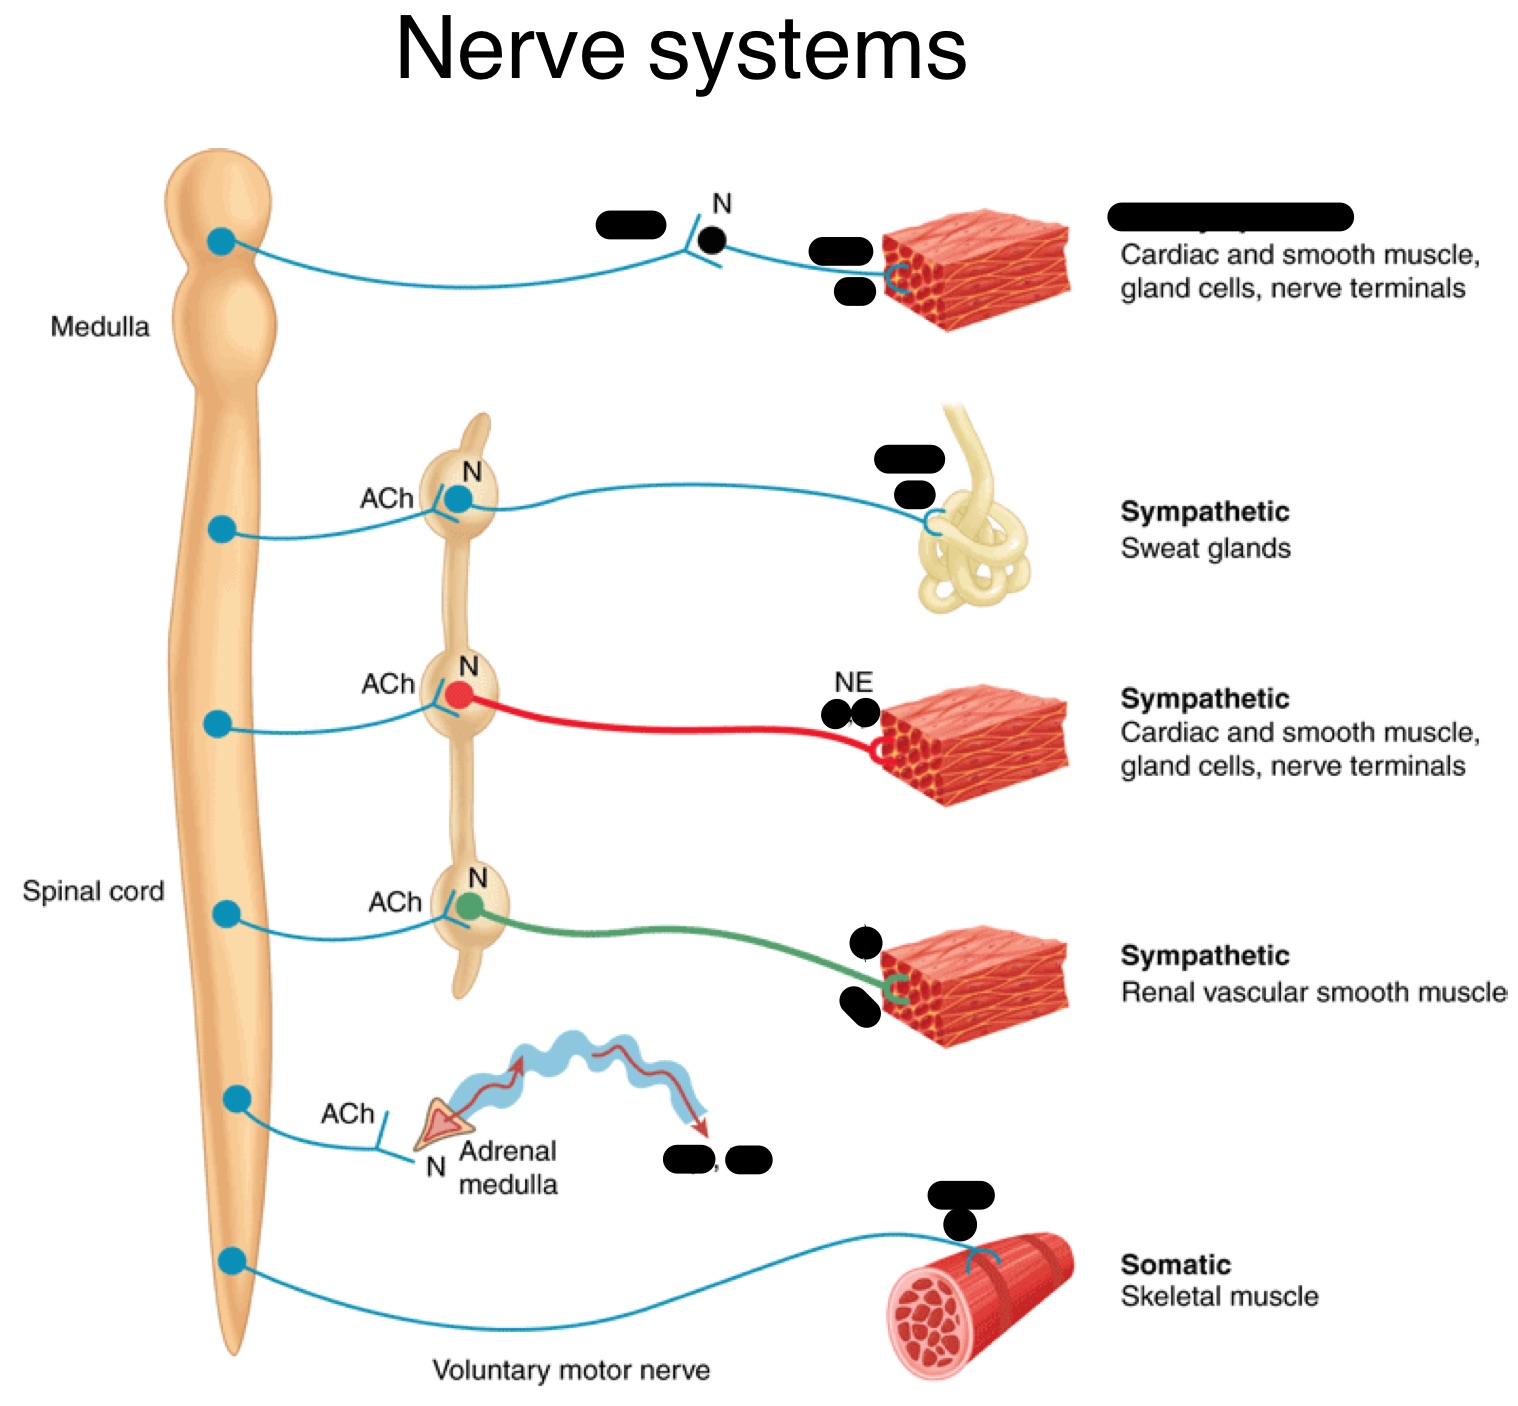 Nerve systems
N
Cardiac and smooth muscle,
gland cells, nerve terminals
Medulla
N
ACh
Sympathetic
Sweat glands
N
ACh
NE
Sympathetic
Cardiac and smooth muscle,
gland cells, nerve terminals
Spinal cord
N
ACh
Sympathetic
Renal vascular smooth muscle
ACh
N
Adrenal
medulla
,
Somatic
Skeletal muscle
Voluntary motor nerve